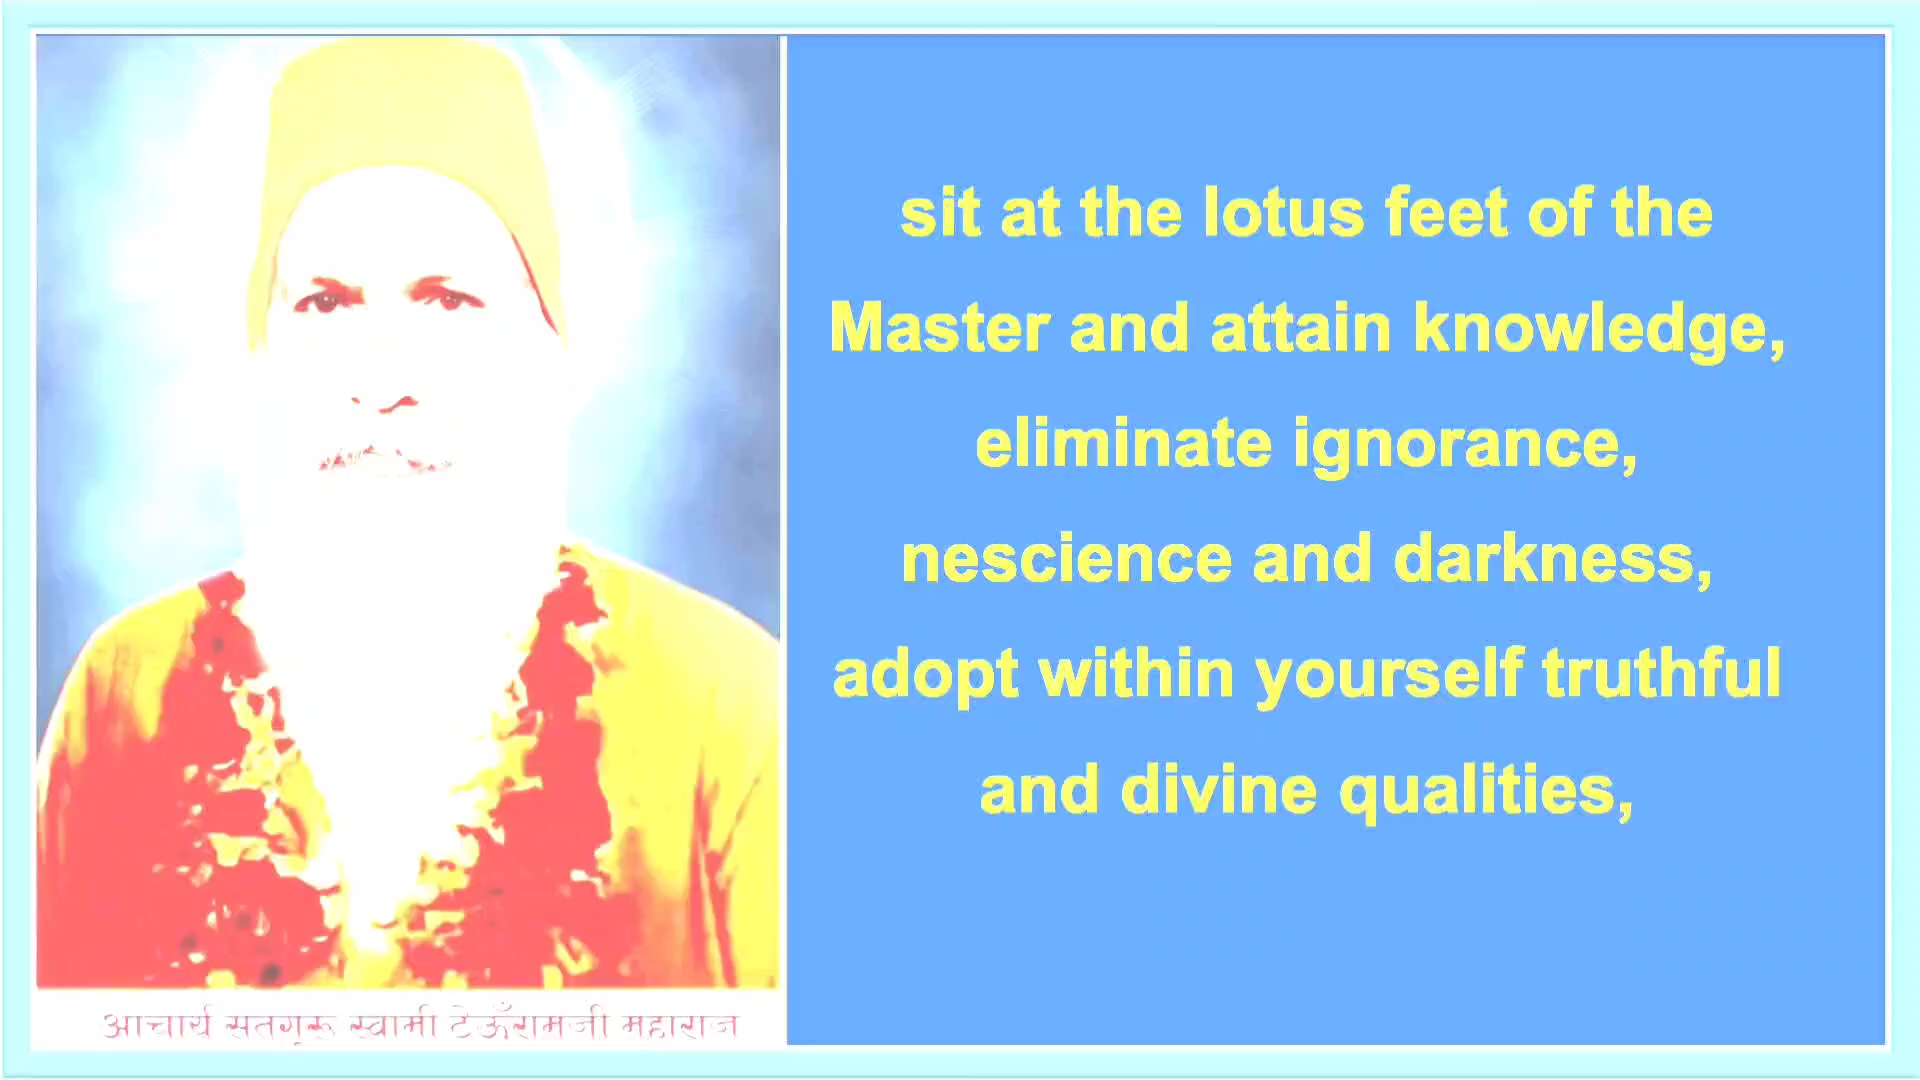 sit at the lotus feet of the
Master and attain knowledge,
eliminate ignorance,
nescience and darkness,
adopt within yourself truthful
and divine qualities,
आचार्य सतगुरू स्वामी टेऊँरामजी महाराज